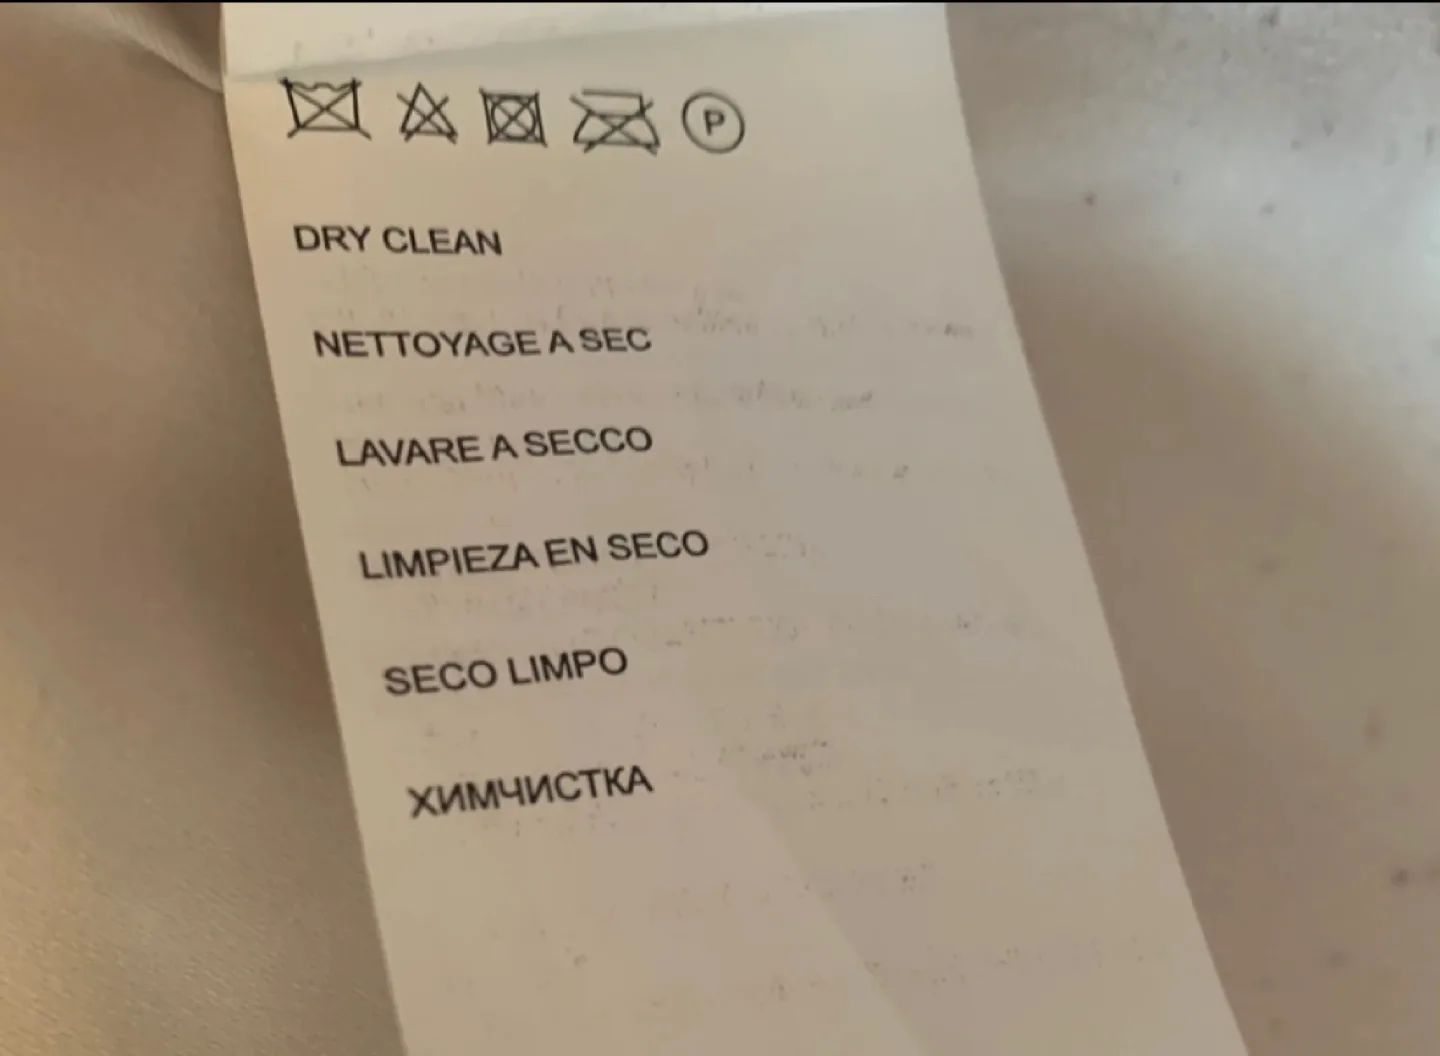 P
DRY CLEAN
NETTOYAGE A SEC
LAVARE A SECCO
LIMPIEZA EN SECO
SECO LIMPO
ХИМЧИСТКА